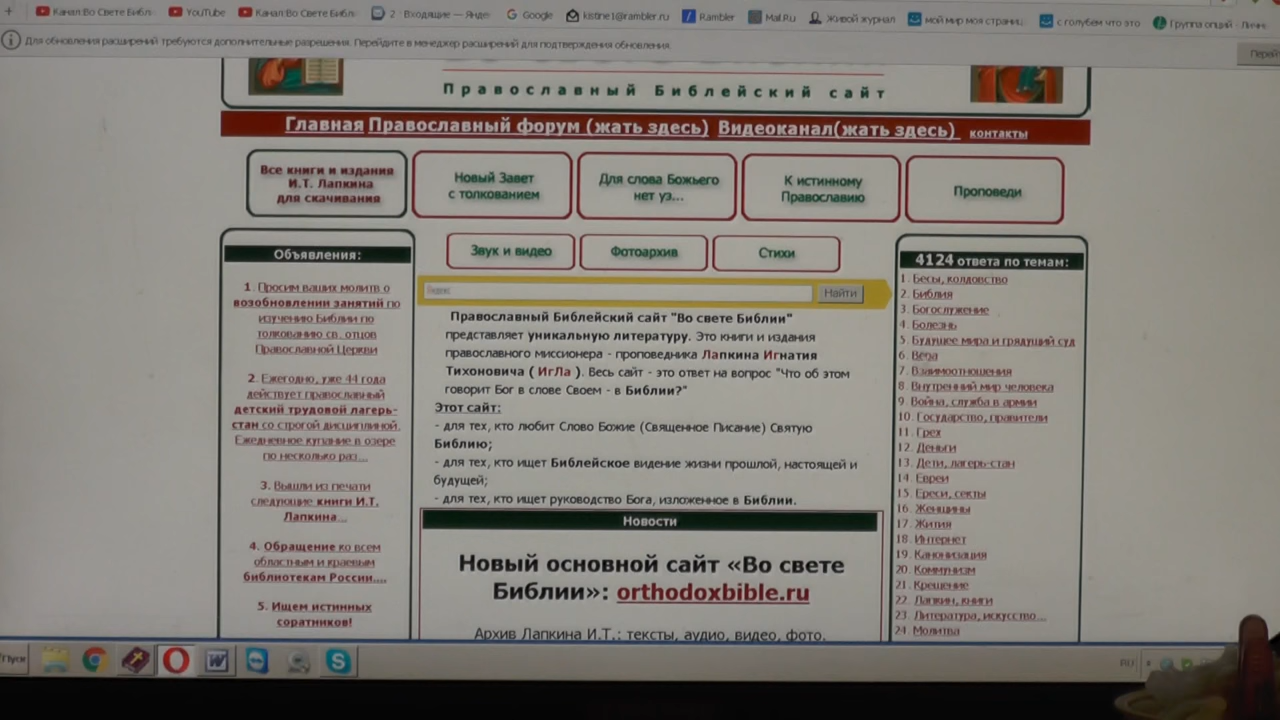 Канал:Во Свете Библи
YouTube
Канал:Во Свете Библ
2 · Входящие — Яндекс
Google
kistine1@rambler.ru
Rambler
Mail.Ru
Живой журнал
мой мир моя страниц
с голубем что это
Группа опций - Личн
Для обновления расширений требуются дополнительные разрешения. Перейдите в менеджер расширений для подтверждения обновления.
Перей
Православный Библейский сайт
Главная Православный форум (жать здесь) Видеоканал(жать здесь) контакты
Все книги и издания
И.Т. Лапкина
для скачивания
Новый Завет
с толкованием
Для слова Божьего
нет уз...
К истинному
Православию
Проповеди
Звук и видео
Фотоархив
Стихи
Объявления:
1. Просим ваших молитв о
возобновлении занятий по
изучению Библии по
толкованию св. отцов
Православной Церкви
2. Ежегодно, уже 44 года
действует православный
детский трудовой лагерь-
стан со строгой дисциплиной.
Ежедневное купание в озере
по несколько раз...
3. Вышли из печати
следующие книги И.Т.
Лапкина...
4. Обращение ко всем
областным и краевым
библиотекам России....
5. Ищем истинных
соратников!
Яндекс
Найти
Православный Библейский сайт "Во свете Библии"
представляет уникальную литературу. Это книги и издания
православного миссионера - проповедника Лапкина Игнатия
Тихоновича ( ИгЛа ). Весь сайт - это ответ на вопрос "Что об этом
говорит Бог в слове Своем - в Библии?"
Этот сайт:
- для тех, кто любит Слово Божие (Священное Писание) Святую
Библию;
- для тех, кто ищет Библейское видение жизни прошлой, настоящей и
будущей;
- для тех, кто ищет руководство Бога, изложенное в Библии.
Новости
Новый основной сайт «Во свете
Библии»: orthodoxbible.ru
Архив Лапкина И.Т.: тексты, аудио, видео, фото.
4124 ответа по темам:
1. Бесы, колдовство
2. Библия
3. Богослужение
4. Болезнь
5. Будущее мира и грядущий суд
6. Вера
7. Взаимоотношения
8. Внутренний мир человека
9. Война, служба в армии
10. Государство, правители
11. Грех
12. Деньги
13. Дети, лагерь-стан
14. Евреи
15. Ереси, секты
16. Женщины
17. Жития
18. Интернет
19. Канонизация
20. Коммунизм
21. Крещение
22. Лапкин, книги
23. Литература, искусство...
24. Молитва
Пуск
RU